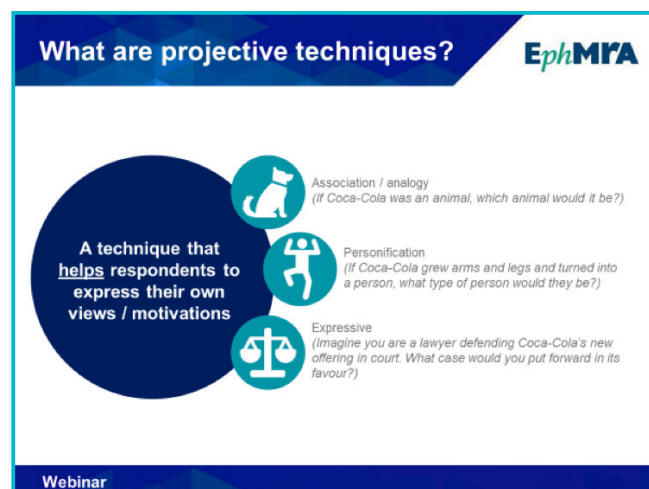 What are projective techniques?
EphMRA
A technique that
helps respondents to
express their own
views / motivations
Association / analogy
(If Coca-Cola was an animal, which animal would it be?)
Personification
(If Coca-Cola grew arms and legs and turned into
a person, what type of person would they be?)
Expressive
(Imagine you are a lawyer defending Coca-Cola's new
offering in court. What case would you put forward in its
favour?)
Webinar